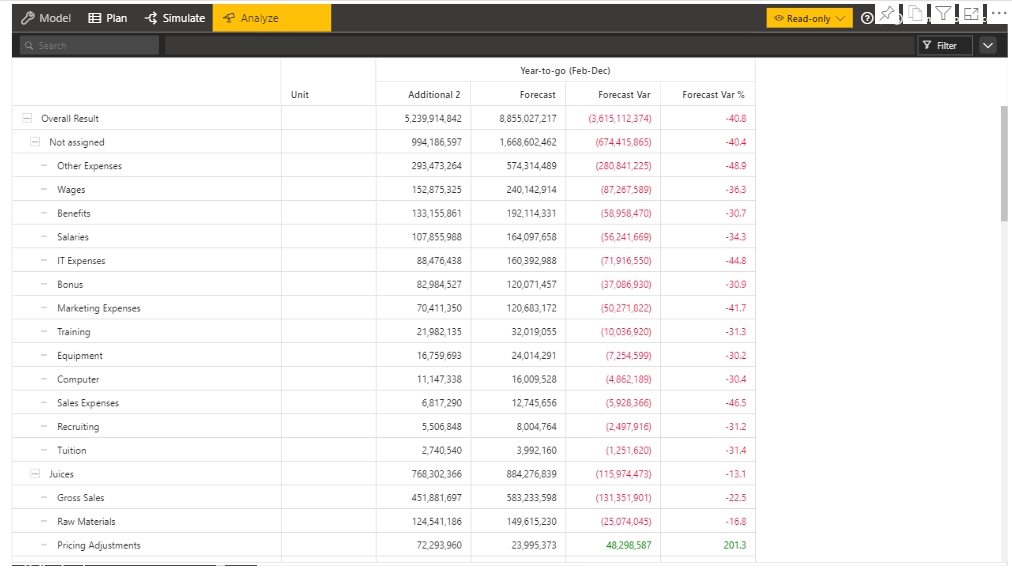 Model Plan Simulate Analyze Read-only
Search Filter
Year-to-go (Feb-Dec)
Unit Additional 2 Forecast Forecast Var Forecast Var %
Overall Result 5,239,914,842 8,855,027,217 (3,615,112,374) -40.8
Not assigned 994,186,597 1,668,602,462 (674,415,865) -40.4
Other Expenses 293,473,264 574,314,489 (280,841,225) -48.9
Wages 152,875,325 240,142,914 (87,267,589) -36.3
Benefits 133,155,861 192,114,331 (58,958,470) -30.7
Salaries 107,855,988 164,097,658 (56,241,669) -34.3
IT Expenses 88,476,438 160,392,988 (71,916,550) -44.8
Bonus 82,984,527 120,071,457 (37,086,930) -30.9
Marketing Expenses 70,411,350 120,683,172 (50,271,822) -41.7
Training 21,982,135 32,019,055 (10,036,920) -31.3
Equipment 16,759,693 24,014,291 (7,254,599) -30.2
Computer 11,147,338 16,009,528 (4,862,189) -30.4
Sales Expenses 6,817,290 12,745,656 (5,928,366) -46.5
Recruiting 5,506,848 8,004,764 (2,497,916) -31.2
Tuition 2,740,540 3,992,160 (1,251,620) -31.4
Juices 768,302,366 884,276,839 (115,974,473) -13.1
Gross Sales 451,881,697 583,233,598 (131,351,901) -22.5
Raw Materials 124,541,186 149,615,230 (25,074,045) -16.8
Pricing Adjustments 72,293,960 23,995,373 48,298,587 201.3